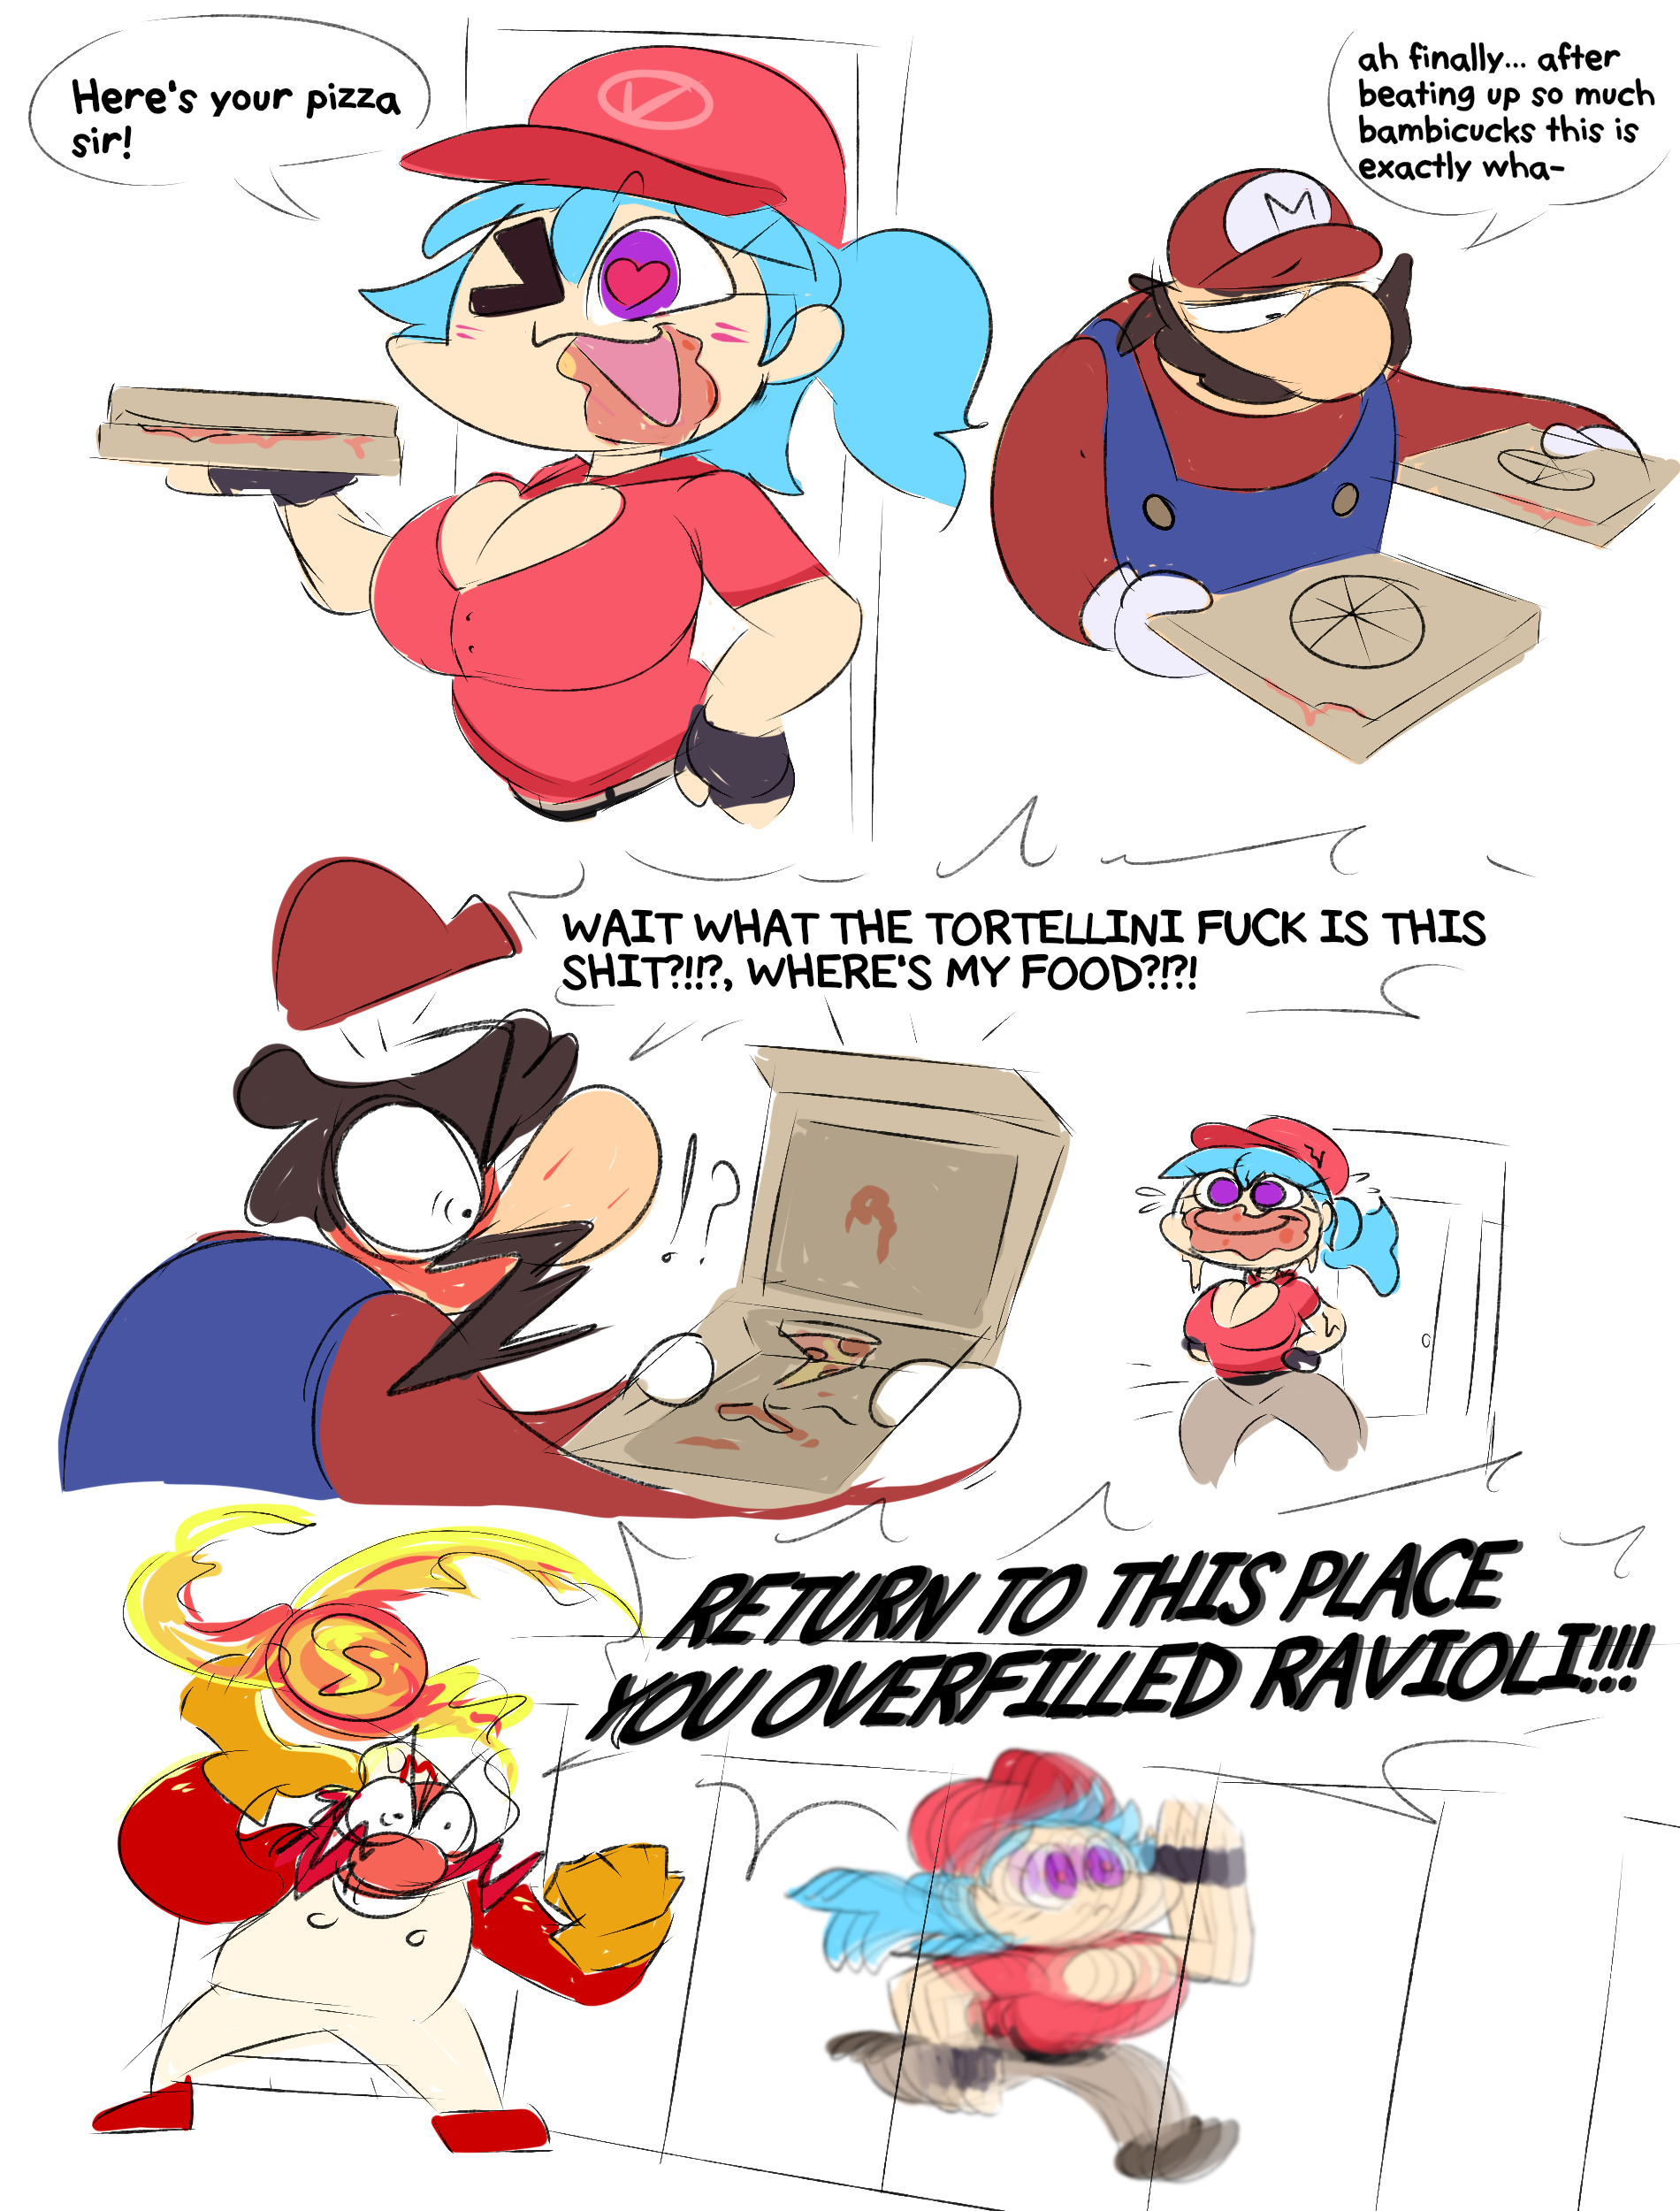 Here's your pizza
sir!
ah finally... after
beating up so much
bambicucks this is
exactly wha-
M
WAIT WHAT THE TORTELLINI FUCK IS THIS
SHIT?!!?, WHERE'S MY FOOD?!?!
!?
RETURN TO THIS PLACE
YOU OVERFILLED RAVIOLI!!!!
S